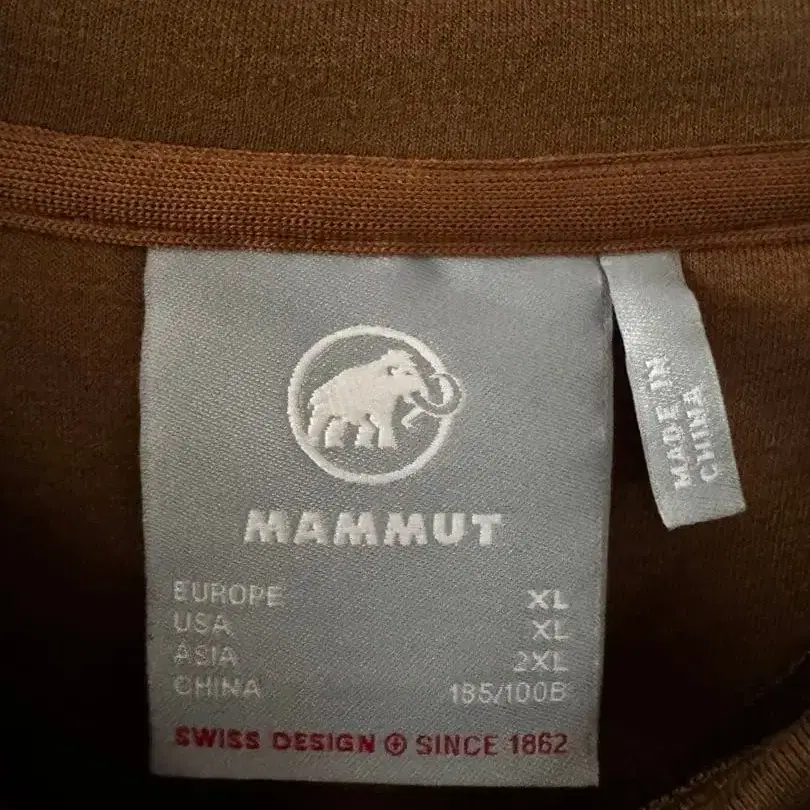 MAMMUT
EUROPE XL
USA XL
ASIA 2XL
CHINA 185/100B
SWISS DESIGN SINCE 1862
MADE IN
CHINA